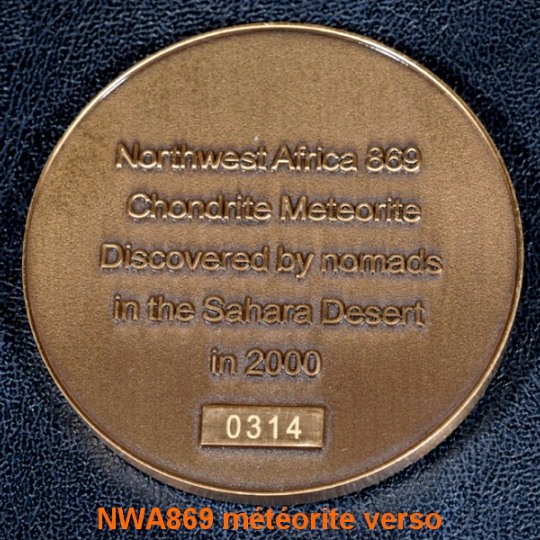 Northwest Africa 869
Chondrite Meteorite
Discovered by nomads
in the Sahara Desert
in 2000
0314
NWA869 météorite verso